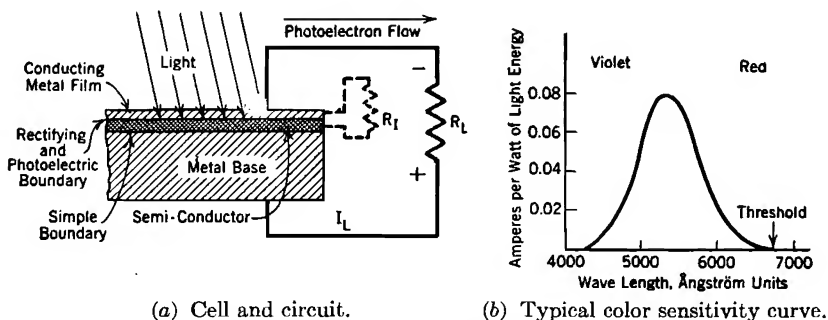 Photoelectron Flow
Light
Conducting
Metal Film
Rectifying
and
Photoelectric
Boundary
Simple
Boundary
Metal Base
Semi-Conductor
R_I
R_L
−
+
I_L
(a) Cell and circuit.
Amperes per Watt of Light Energy
Violet
Red
0.08
0.06
0.04
0.02
Threshold
4000
5000
6000
7000
Wave Length, Ångström Units
(b) Typical color sensitivity curve.